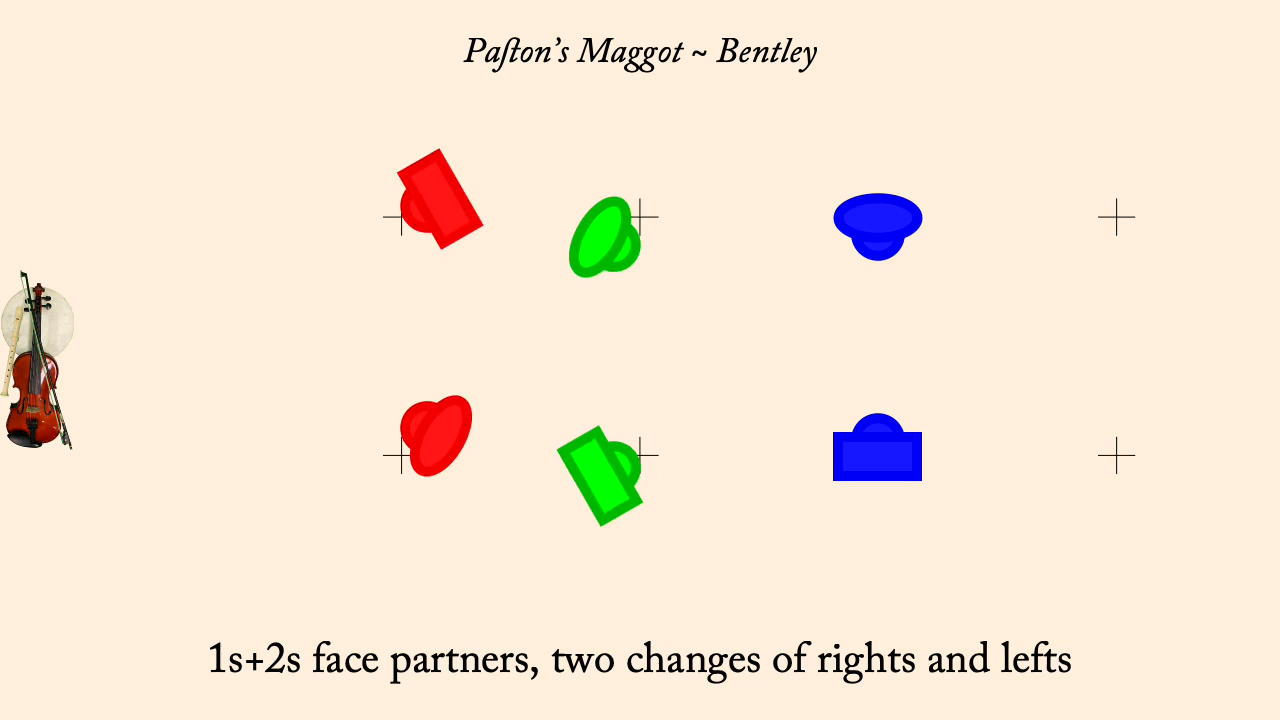 Paſton’s Maggot ~ Bentley
1s+2s face partners, two changes of rights and lefts